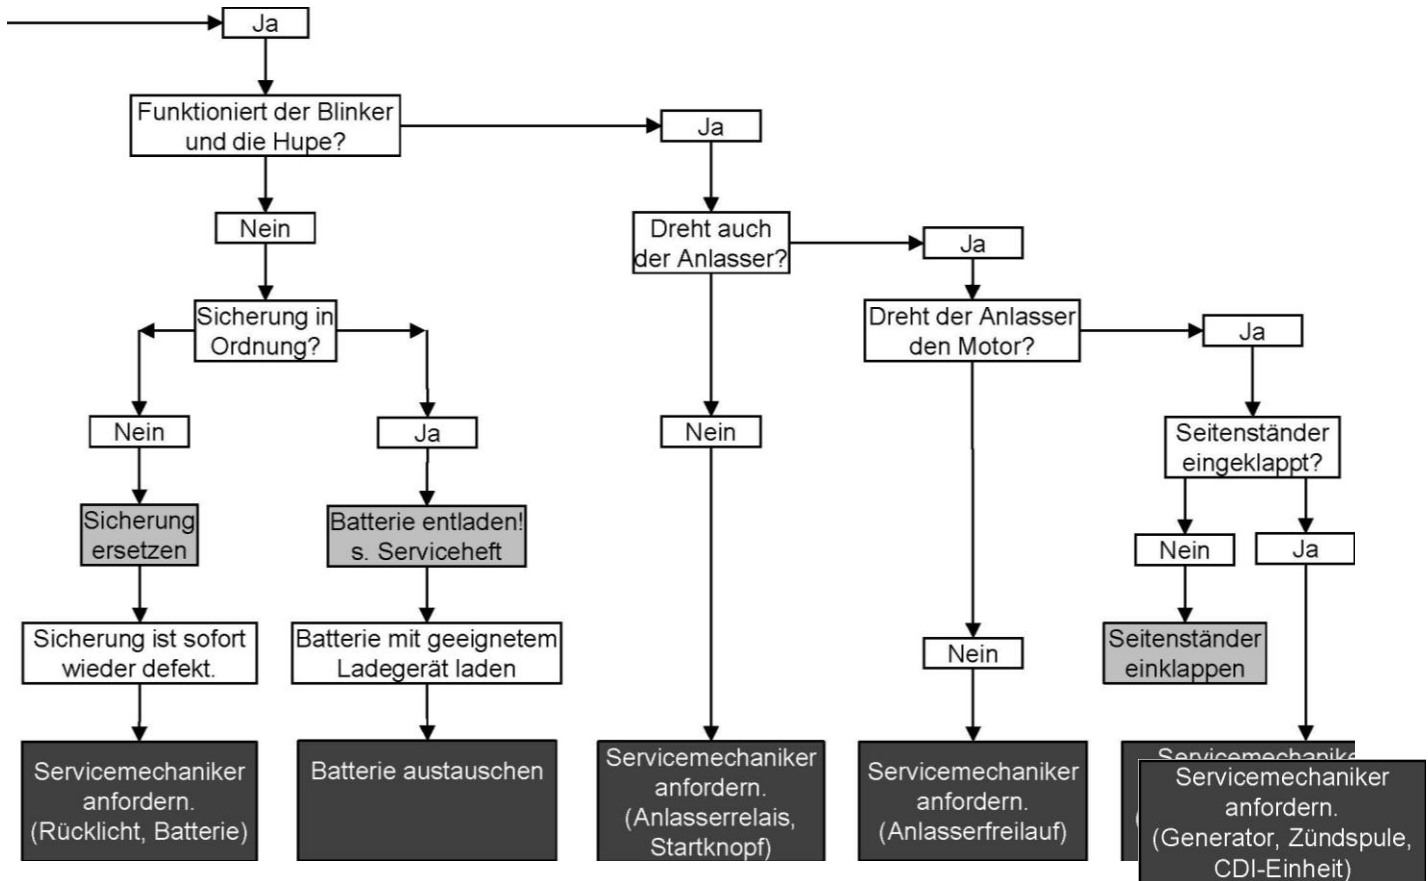 Ja
Funktioniert der Blinker
und die Hupe?
Ja
Nein
Dreht auch
der Anlasser?
Ja
Sicherung in
Ordnung?
Dreht der Anlasser
den Motor?
Ja
Nein
Ja
Nein
Seitenständer
eingeklappt?
Sicherung
ersetzen
Batterie entladen!
s. Serviceheft
Nein
Ja
Sicherung ist sofort
wieder defekt.
Batterie mit geeignetem
Ladegerät laden
Nein
Seitenständer
einklappen
Servicemechaniker
anfordern.
(Rücklicht, Batterie)
Batterie austauschen
Servicemechaniker
anfordern.
(Anlasserrelais,
Startknopf)
Servicemechaniker
anfordern.
(Anlasserfreilauf)
Servicemechaniker
anfordern.
(Generator, Zündspule,
CDI-Einheit)